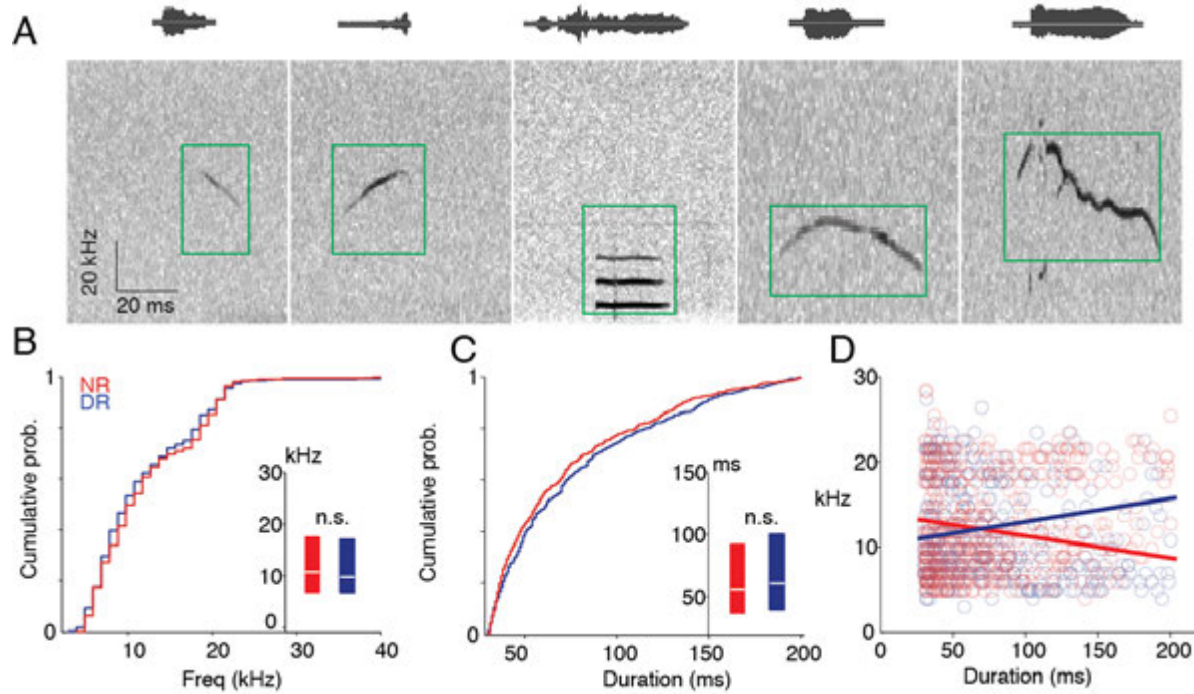 A
20 kHz
20 ms
B
1
NR
DR
Cumulative prob.
0
10
20
30
40
Freq (kHz)
kHz
30
20
10
0
n.s.
C
1
Cumulative prob.
0
50
100
150
200
Duration (ms)
ms
150
100
50
n.s.
D
30
20
kHz
10
0
0
50
100
150
200
Duration (ms)